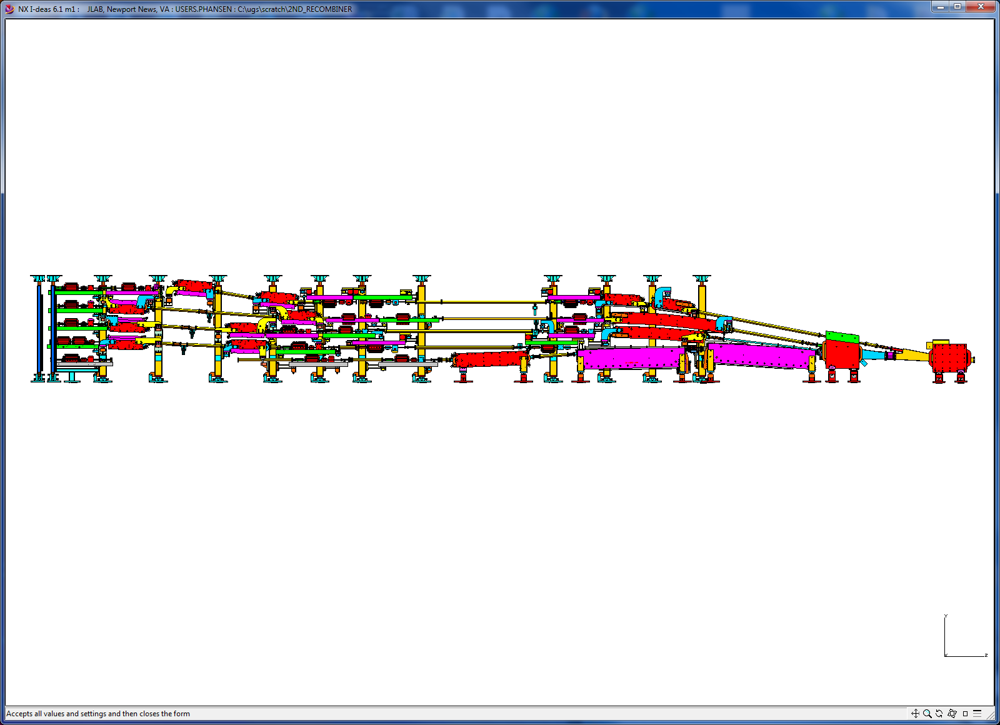 NX I-deas 6.1 m1 :    JLAB, Newport News, VA : USERS.PHANSEN : C:\ugs\scratch\2ND_RECOMBINER
Y
X
Z
Accepts all values and settings and then closes the form